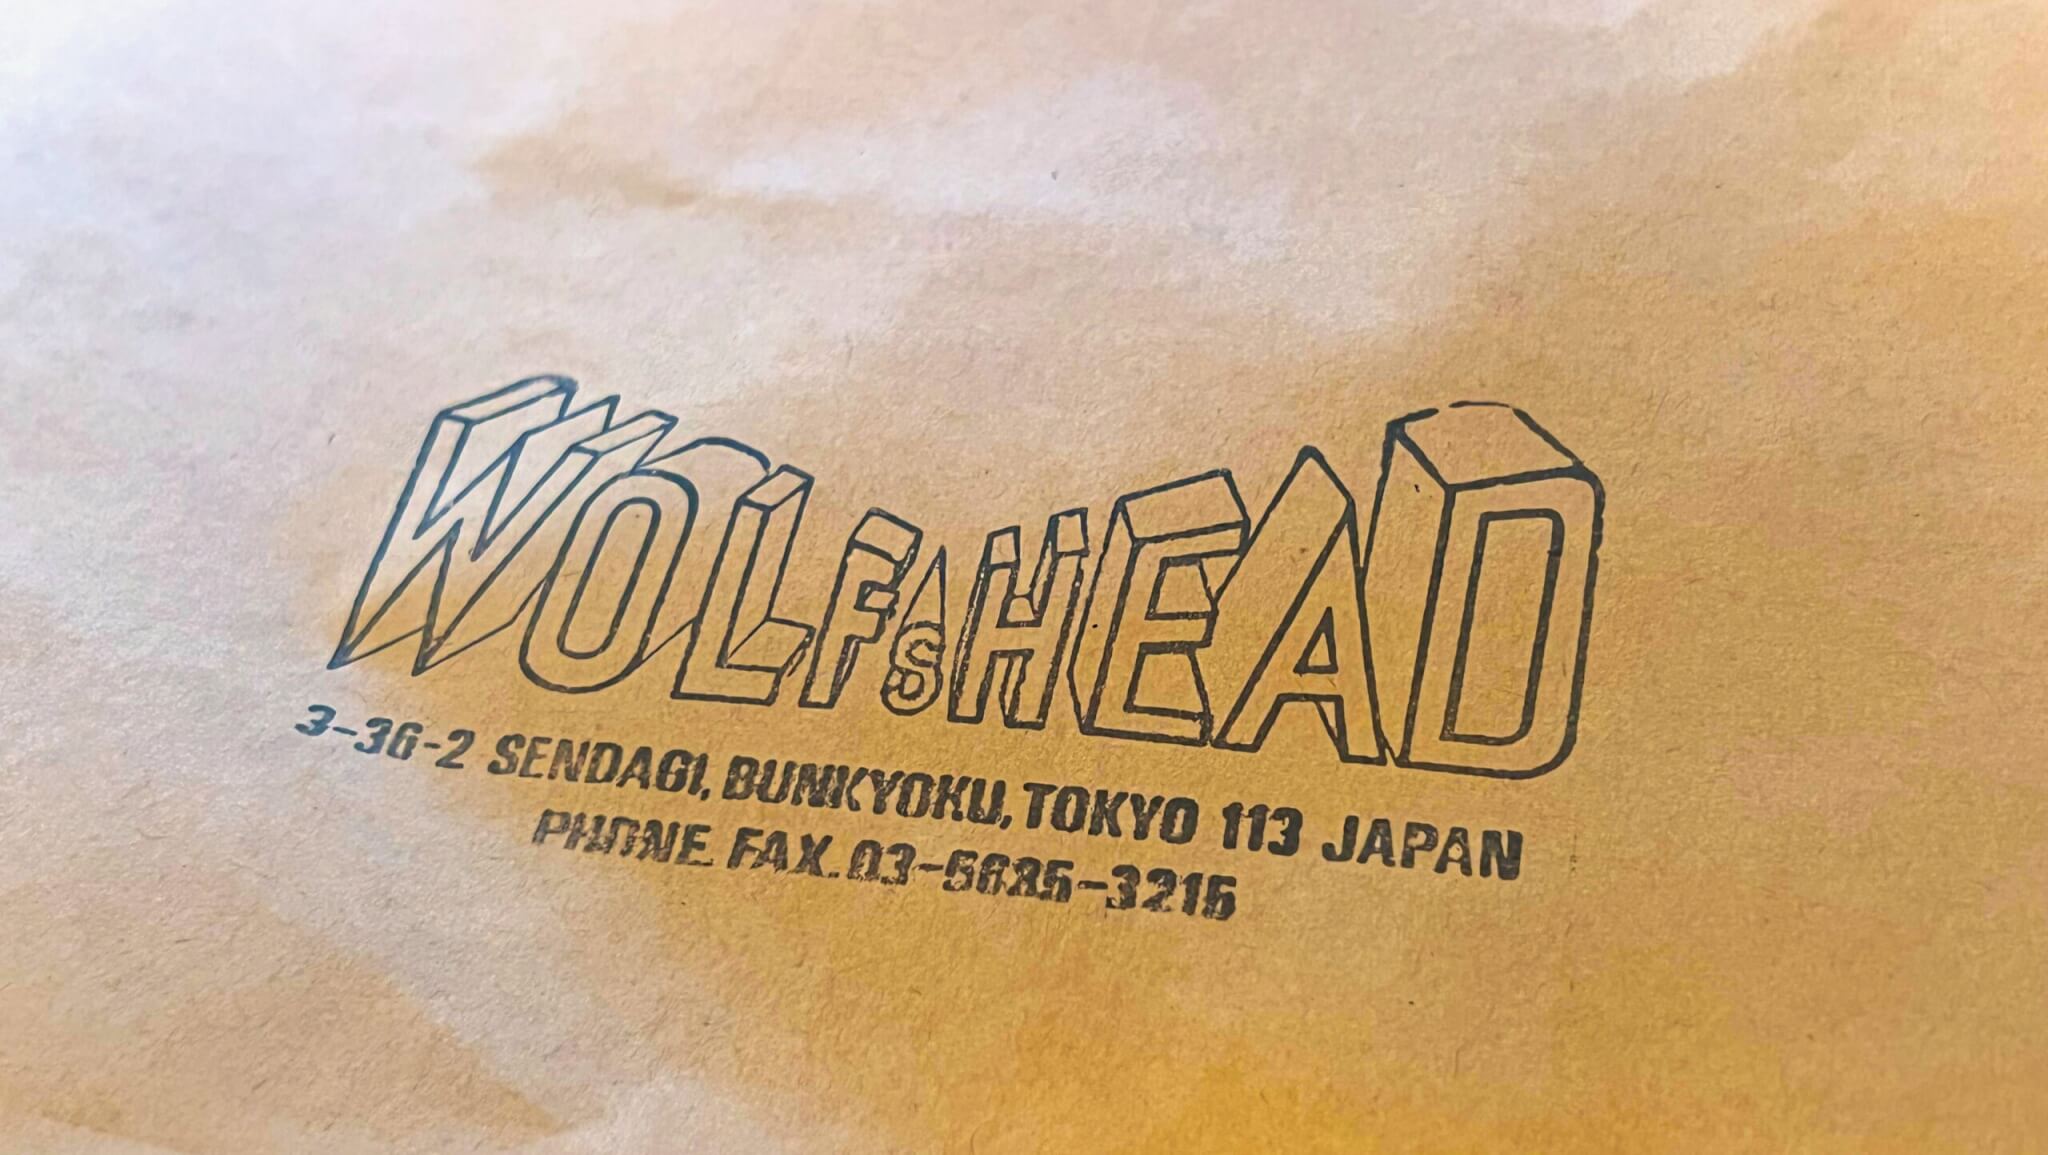 WOLFsHEAD
3-36-2 SENDAGI, BUNKYOKU, TOKYO 113 JAPAN
PHONE FAX. 03-5685-3215